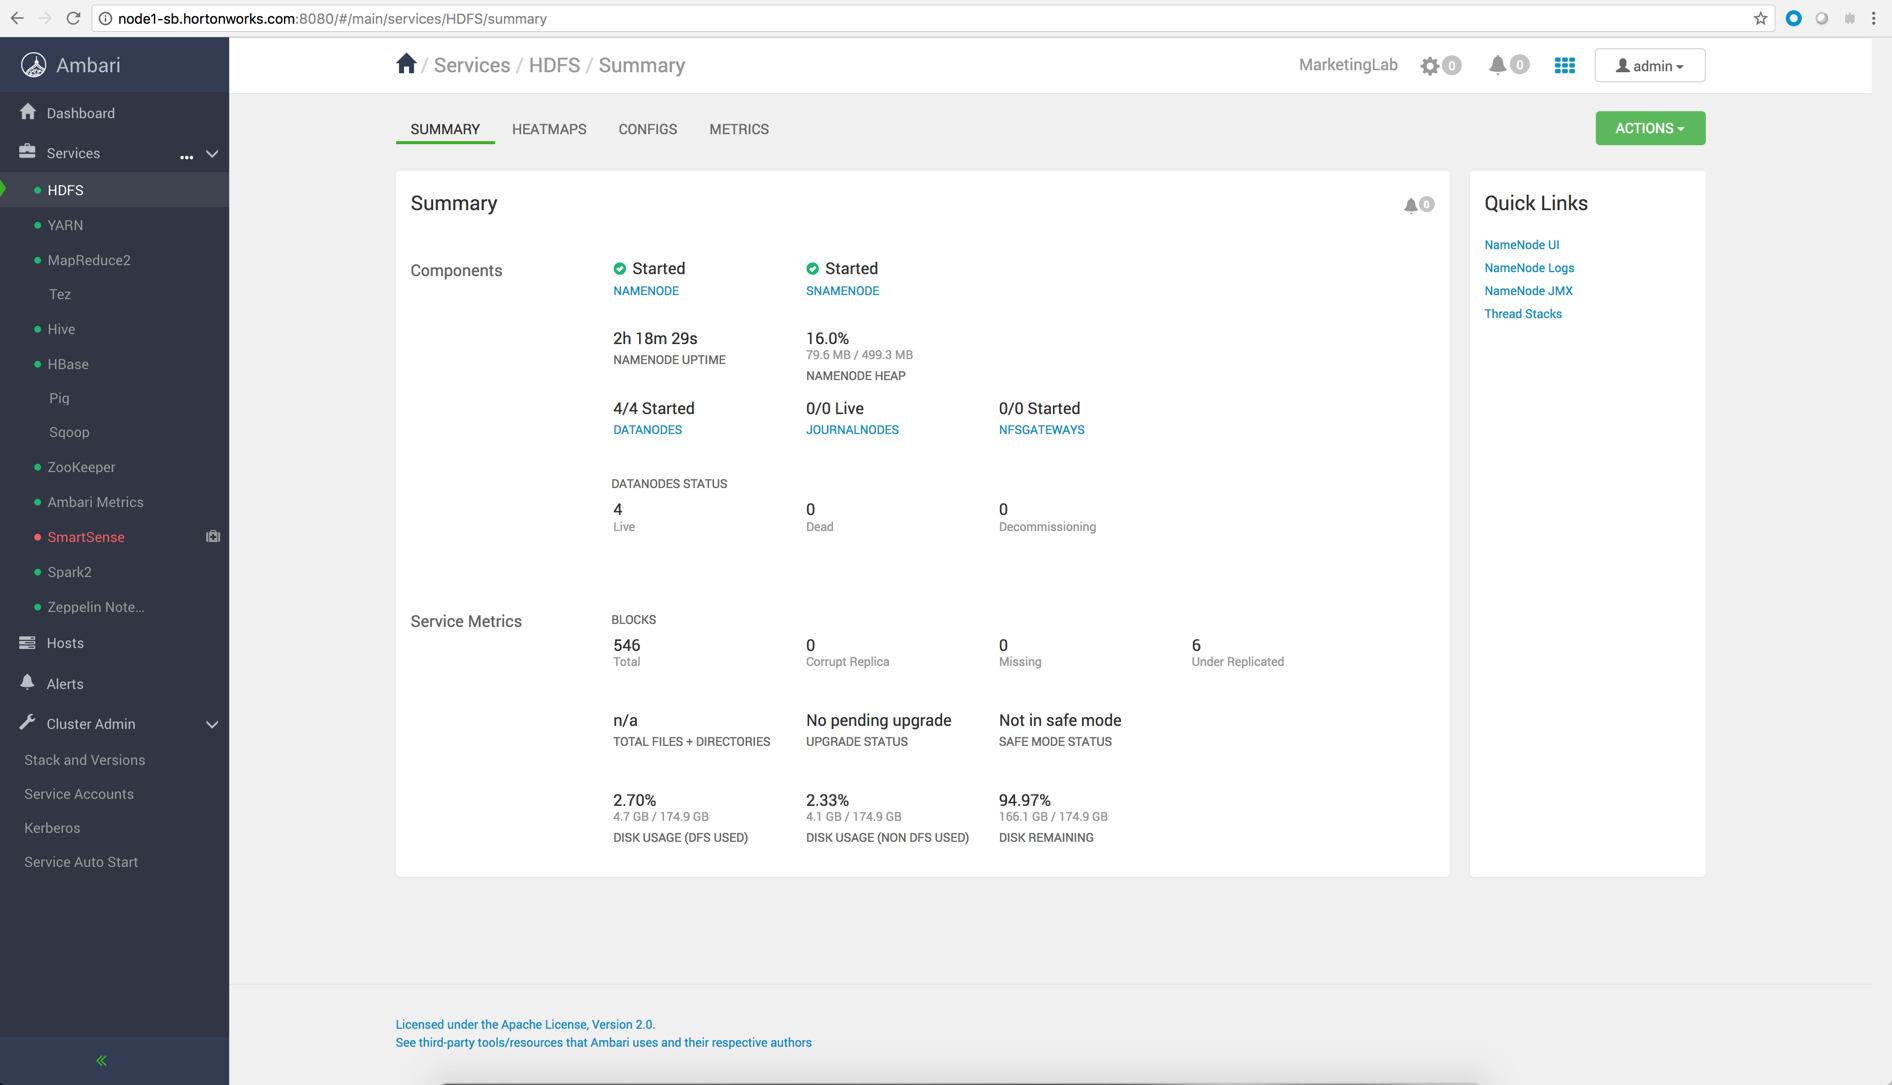 node1-sb.hortonworks.com:8080/#/main/services/HDFS/summary
Ambari
/ Services / HDFS / Summary
MarketingLab
0
0
admin
Dashboard
Services
...
HDFS
YARN
MapReduce2
Tez
Hive
HBase
Pig
Sqoop
ZooKeeper
Ambari Metrics
SmartSense
Spark2
Zeppelin Note...
Hosts
Alerts
Cluster Admin
Stack and Versions
Service Accounts
Kerberos
Service Auto Start
SUMMARY HEATMAPS CONFIGS METRICS
ACTIONS
Summary
0
Components
Started
NAMENODE
Started
SNAMENODE
2h 18m 29s
NAMENODE UPTIME
16.0%
79.6 MB / 499.3 MB
NAMENODE HEAP
4/4 Started
DATANODES
0/0 Live
JOURNALNODES
0/0 Started
NFSGATEWAYS
DATANODES STATUS
4
Live
0
Dead
0
Decommissioning
Service Metrics
BLOCKS
546
Total
0
Corrupt Replica
0
Missing
6
Under Replicated
n/a
TOTAL FILES + DIRECTORIES
No pending upgrade
UPGRADE STATUS
Not in safe mode
SAFE MODE STATUS
2.70%
4.7 GB / 174.9 GB
DISK USAGE (DFS USED)
2.33%
4.1 GB / 174.9 GB
DISK USAGE (NON DFS USED)
94.97%
166.1 GB / 174.9 GB
DISK REMAINING
Quick Links
NameNode UI
NameNode Logs
NameNode JMX
Thread Stacks
Licensed under the Apache License, Version 2.0.
See third-party tools/resources that Ambari uses and their respective authors